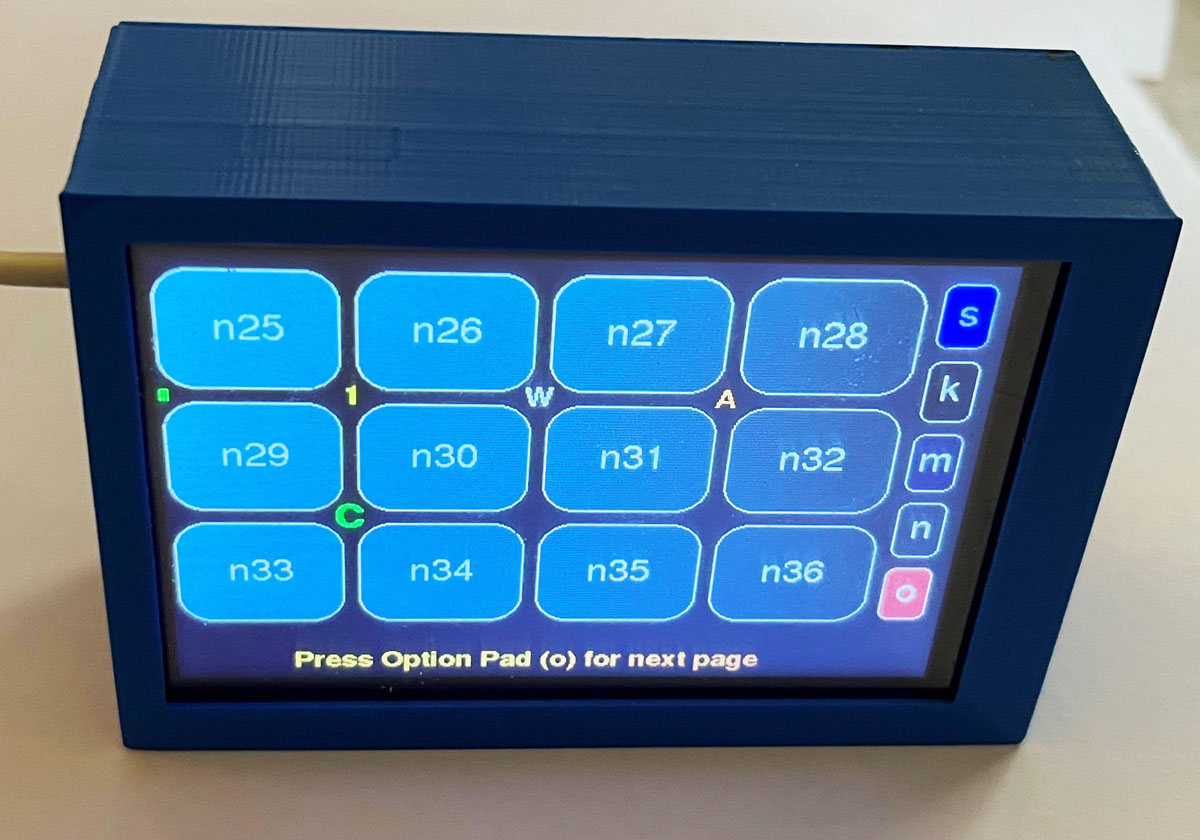 n25 n26 n27 n28 s
1 W A k
n29 n30 n31 n32 m
C n
n33 n34 n35 n36 o
Press Option Pad (o) for next page